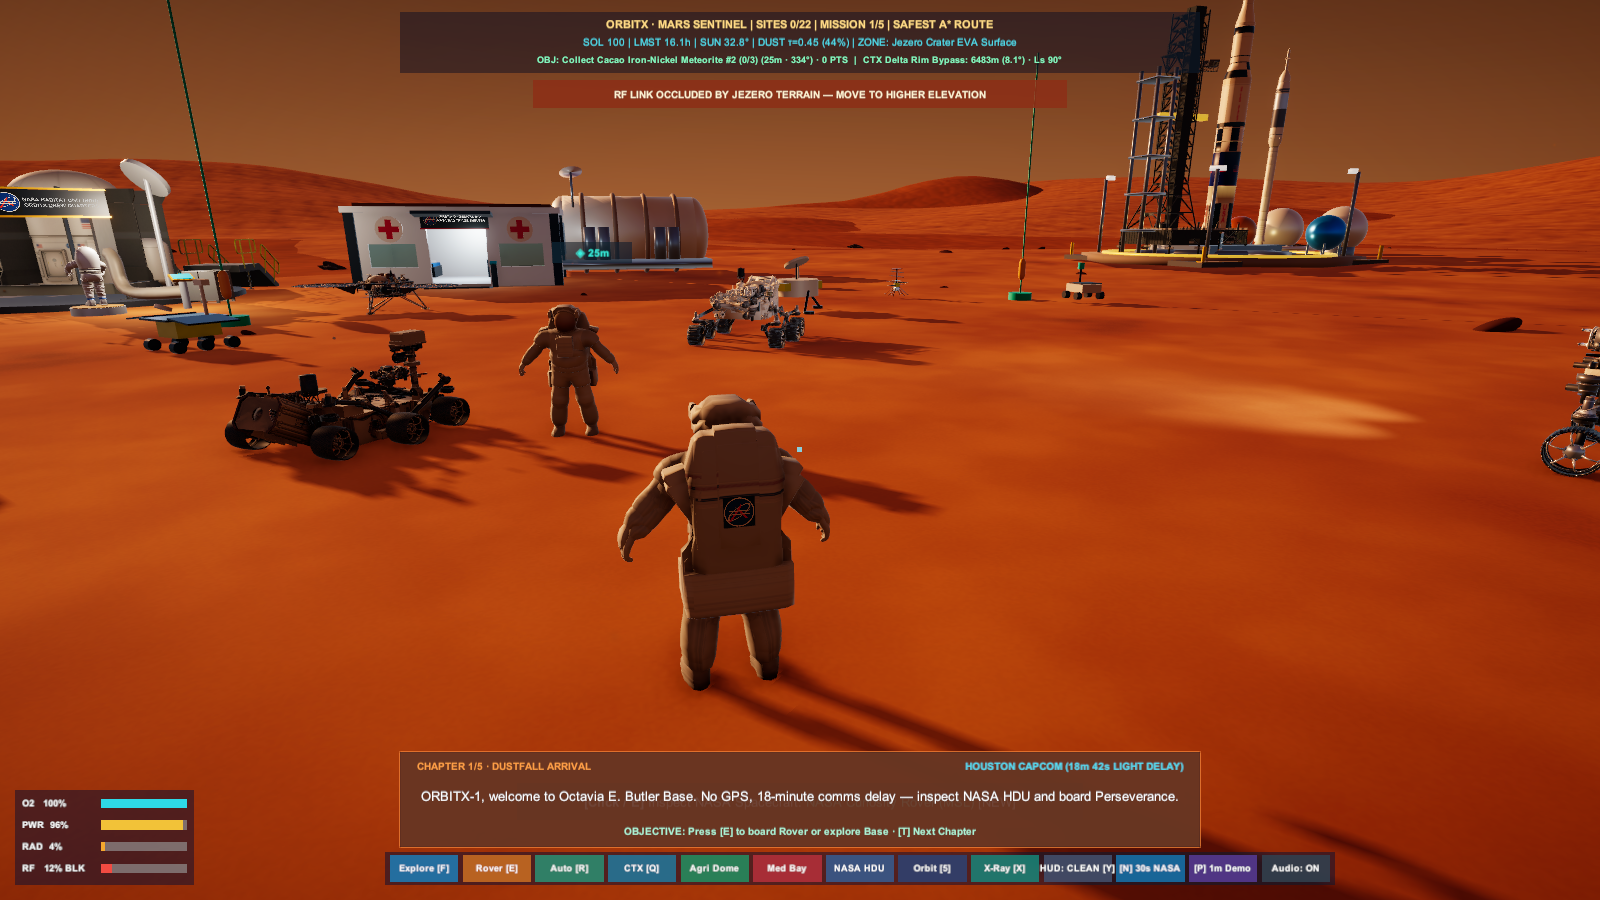 ORBITX · MARS SENTINEL | SITES 0/22 | MISSION 1/5 | SAFEST A* ROUTE
SOL 100 | LMST 16.1h | SUN 32.8° | DUST τ=0.45 (44%) | ZONE: Jezero Crater EVA Surface
OBJ: Collect Cacao Iron-Nickel Meteorite #2 (0/3) (25m · 334°) · 0 PTS | CTX Delta Rim Bypass: 6483m (8.1°) · Ls 90°
RF LINK OCCLUDED BY JEZERO TERRAIN — MOVE TO HIGHER ELEVATION
◈ 25m
CHAPTER 1/5 · DUSTFALL ARRIVAL
HOUSTON CAPCOM (18m 42s LIGHT DELAY)
ORBITX-1, welcome to Octavia E. Butler Base. No GPS, 18-minute comms delay — inspect NASA HDU and board Perseverance.
OBJECTIVE: Press [E] to board Rover or explore Base · [T] Next Chapter
O2 100%
PWR 96%
RAD 4%
RF 12% BLK
Explore [F]
Rover [E]
Auto [R]
CTX [Q]
Agri Dome
Med Bay
NASA HDU
Orbit [5]
X-Ray [X]
HUD: CLEAN [Y]
[N] 30s NASA
[P] 1m Demo
Audio: ON